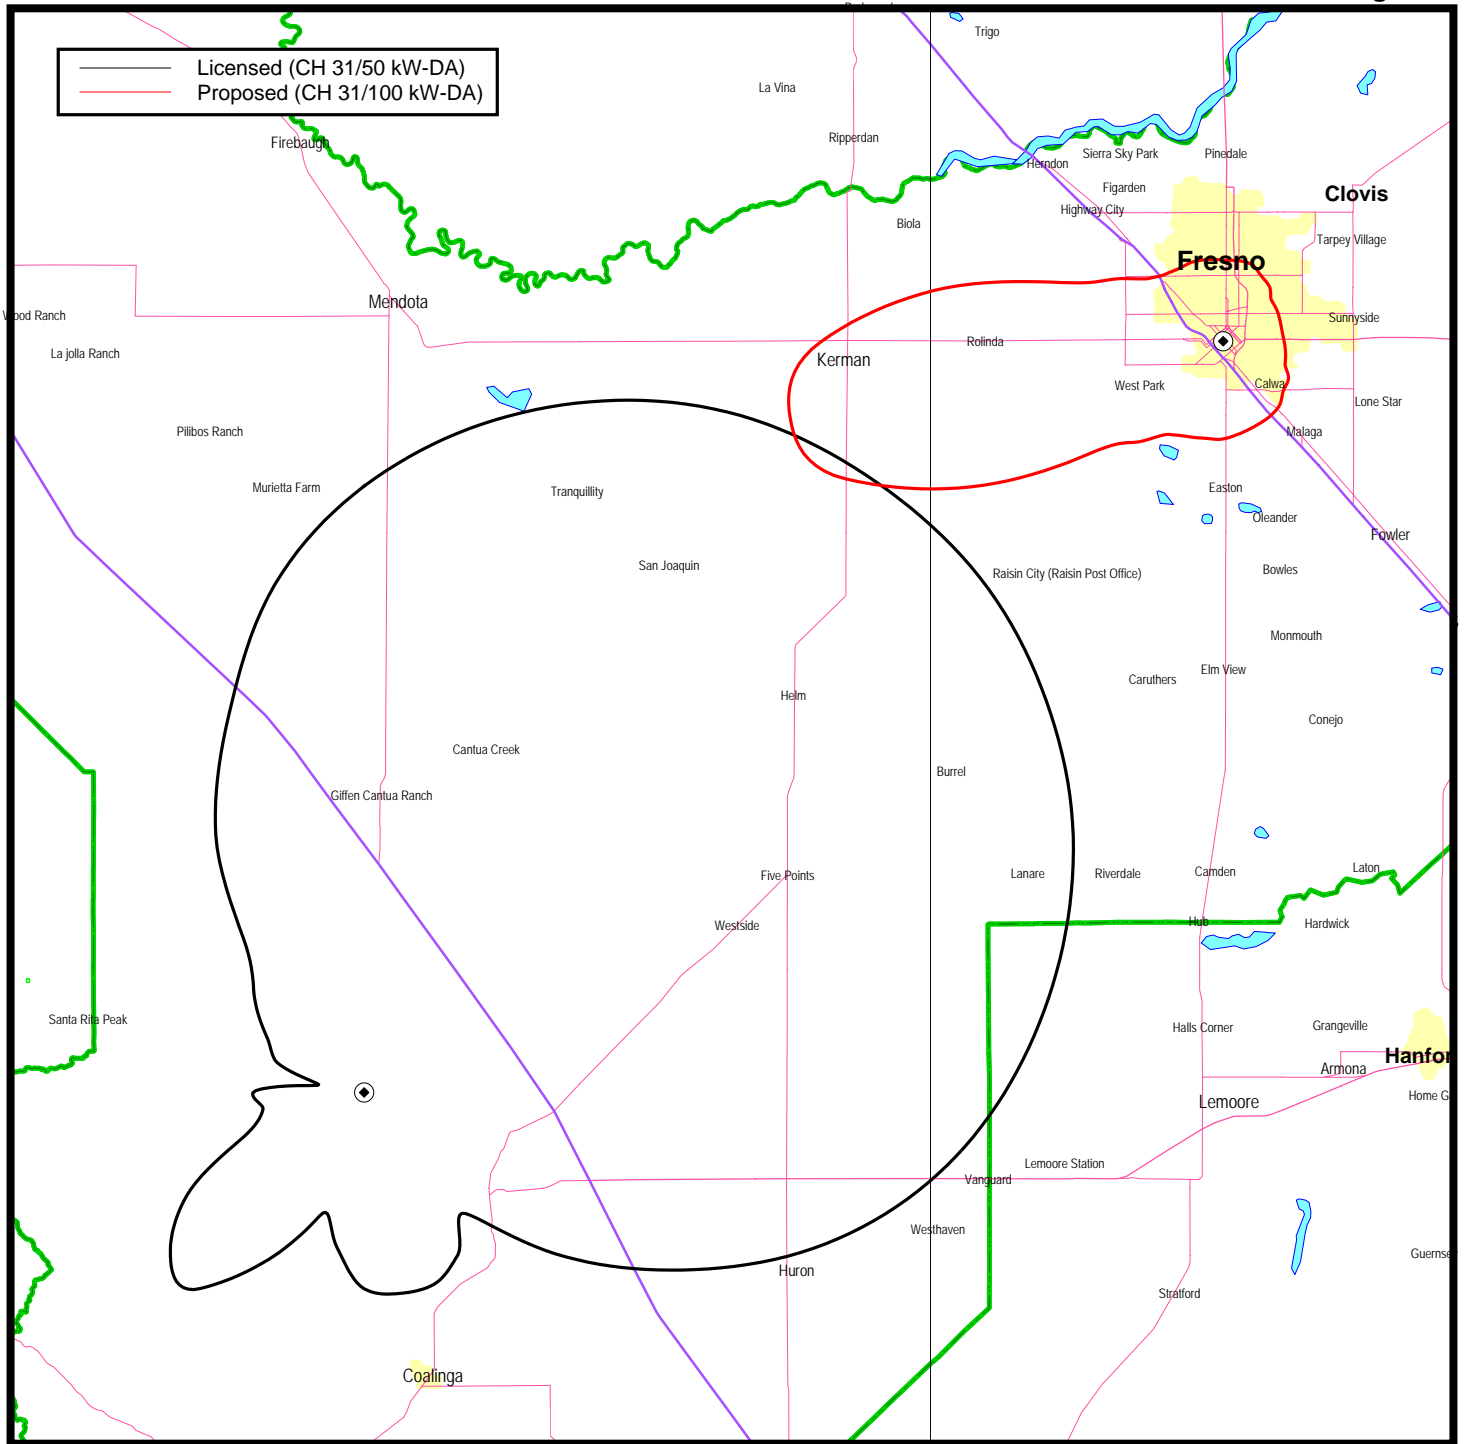 Trigo
Licensed (CH 31/50 kW-DA)
Proposed (CH 31/100 kW-DA)
La Vina
Firebaugh
Ripperdan
Herndon
Sierra Sky Park
Pinedale
Figarden
Clovis
Highway City
Biola
Tarpey Village
Fresno
Mendota
Wood Ranch
Sunnyside
La jolla Ranch
Kerman
Rolinda
West Park
Calwa
Lone Star
Pilibos Ranch
Malaga
Murietta Farm
Tranquillity
Easton
Oleander
Fowler
San Joaquin
Raisin City (Raisin Post Office)
Bowles
Monmouth
Elm View
Caruthers
Helm
Conejo
Cantua Creek
Burrel
Giffen Cantua Ranch
Five Points
Lanare
Riverdale
Camden
Laton
Westside
Hub
Hardwick
Santa Rita Peak
Halls Corner
Grangeville
Hanfor
Armona
Home G
Lemoore
Lemoore Station
Vanguard
Westhaven
Guernse
Huron
Stratford
Coalinga